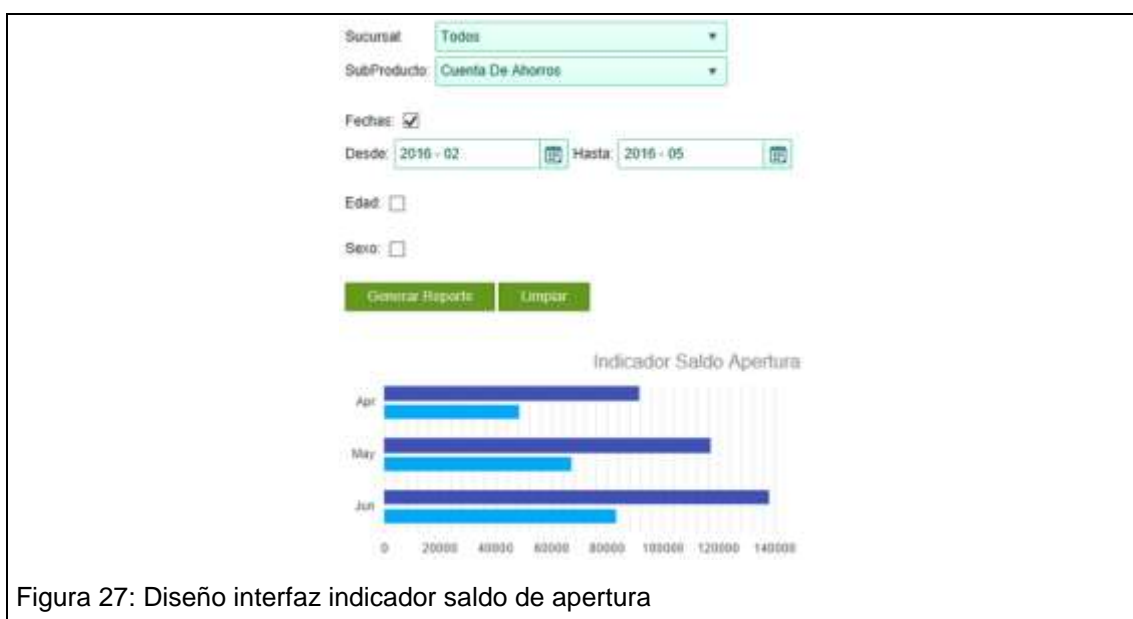 Sucursal: Todos
SubProducto: Cuenta De Ahorros
Fechas:
Desde: 2016 - 02 Hasta: 2016 - 05
Edad:
Sexo:
Generar Reporte Limpiar
Indicador Saldo Apertura
Apr
May
Jun
0 20000 40000 60000 80000 100000 120000 140000
Figura 27: Diseño interfaz indicador saldo de apertura